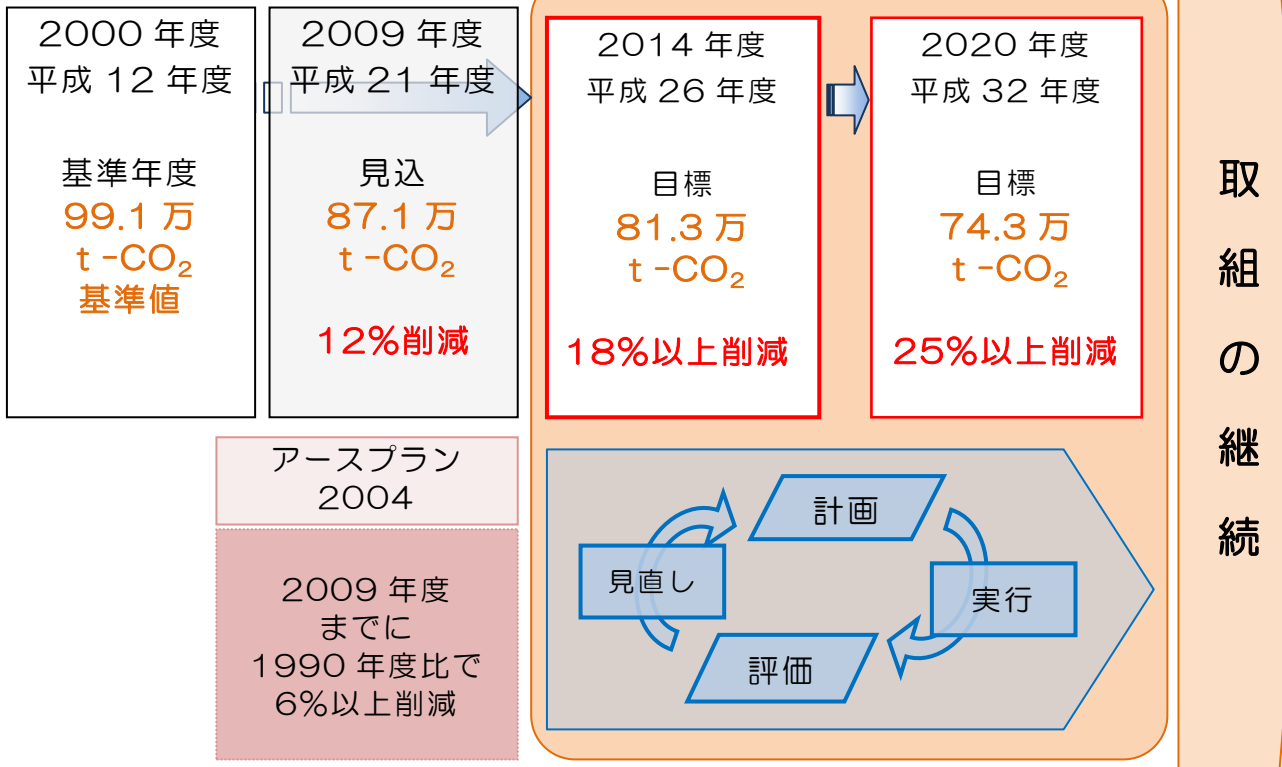 2000 年度
平成 12 年度
基準年度
99.1 万
t -CO₂
基準値
2009 年度
平成 21 年度
見込
87.1 万
t -CO₂
12%削減
2014 年度
平成 26 年度
目標
81.3 万
t -CO₂
18%以上削減
2020 年度
平成 32 年度
目標
74.3 万
t -CO₂
25%以上削減
取組の継続
アースプラン
2004
2009 年度
までに
1990 年度比で
6%以上削減
計画
実行
評価
見直し